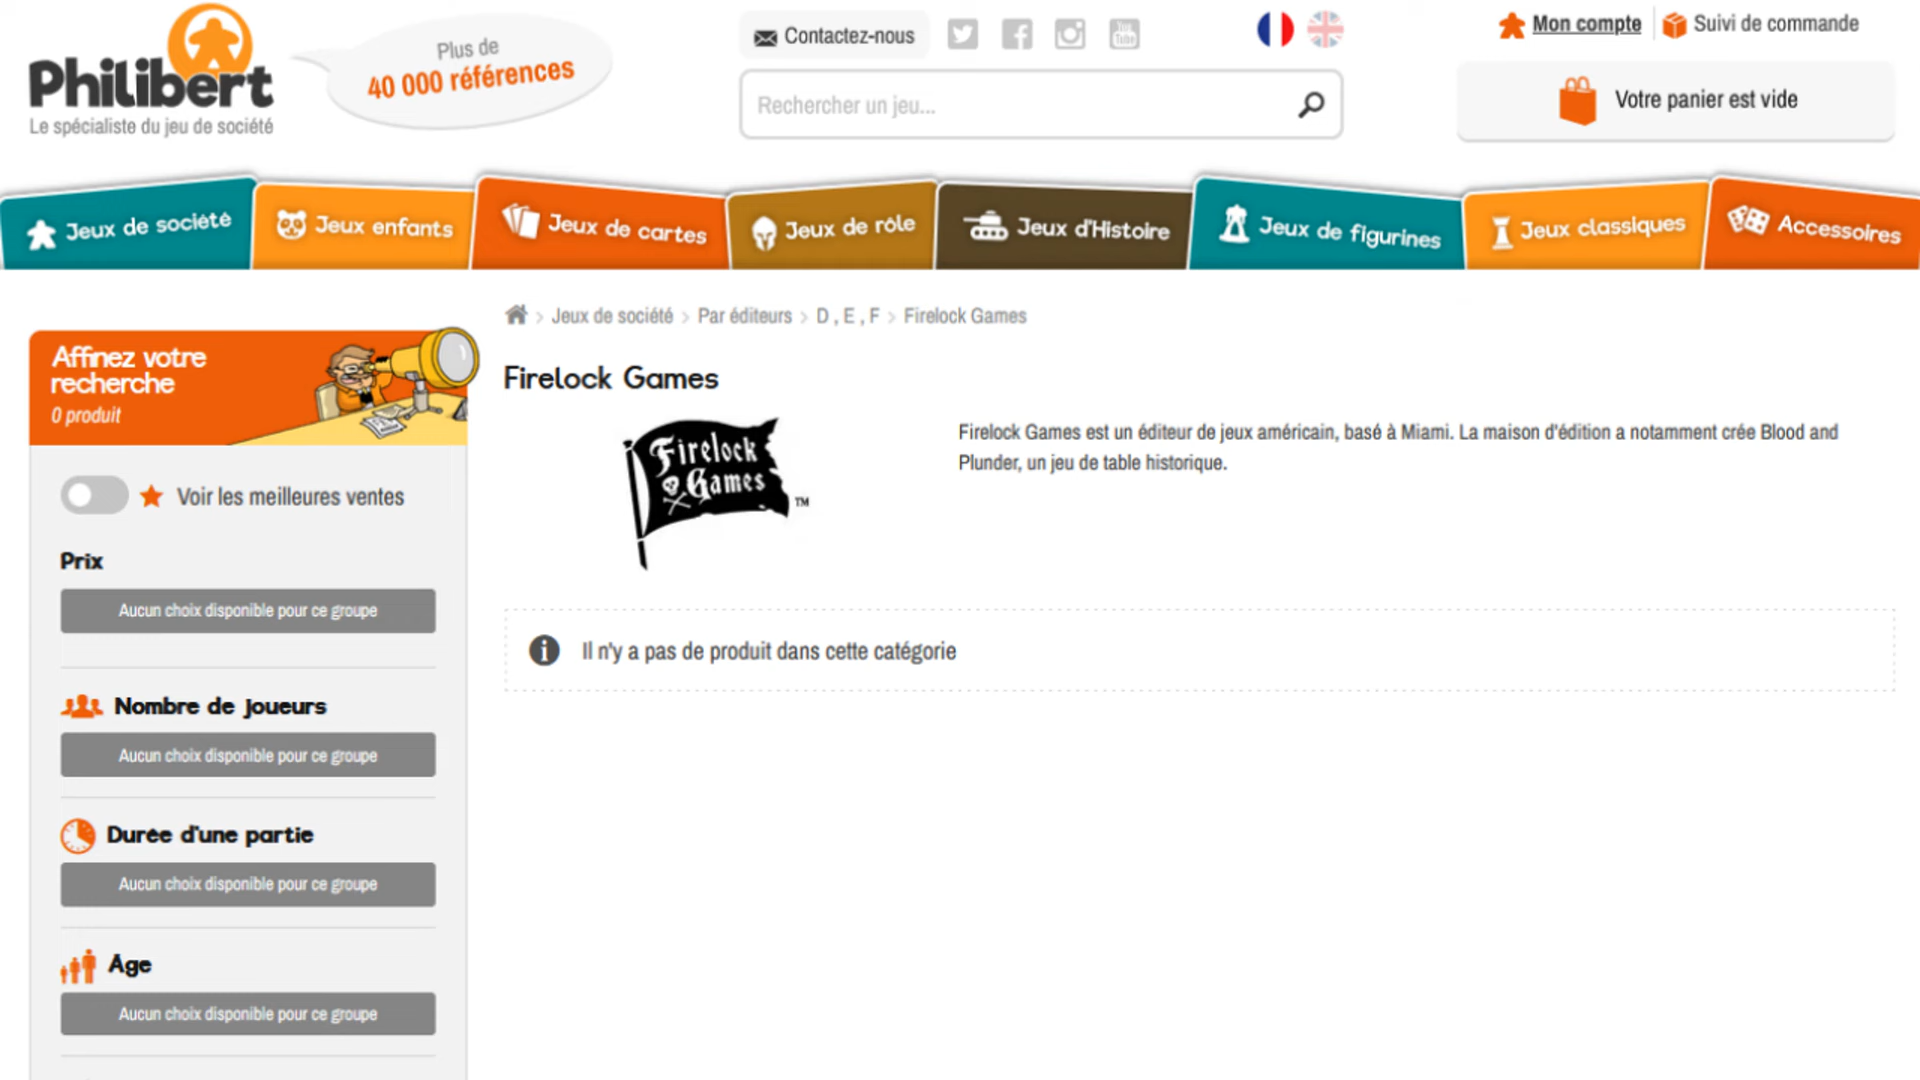 Philibert
Le spécialiste du jeu de société
Plus de
40 000 références
Contactez-nous
You
Tube
Mon compte
Suivi de commande
Rechercher un jeu...
Votre panier est vide
Jeux de société
Jeux enfants
Jeux de cartes
Jeux de rôle
Jeux d'Histoire
Jeux de figurines
Jeux classiques
Accessoires
Jeux de société > Par éditeurs > D , E , F > Firelock Games
Affinez votre
recherche
0 produit
Voir les meilleures ventes
Prix
Aucun choix disponible pour ce groupe
Nombre de joueurs
Aucun choix disponible pour ce groupe
Durée d'une partie
Aucun choix disponible pour ce groupe
Age
Aucun choix disponible pour ce groupe
Firelock Games
Firelock
Games
TM
Firelock Games est un éditeur de jeux américain, basé à Miami. La maison d'édition a notamment crée Blood and
Plunder, un jeu de table historique.
Il n'y a pas de produit dans cette catégorie